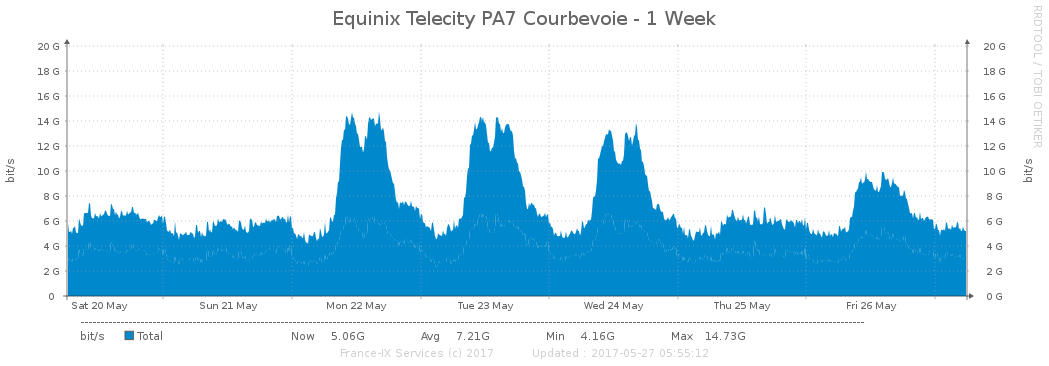 Equinix Telecity PA7 Courbevoie - 1 Week
RRDTOOL / TOBI OETIKER
20 G 20 G
18 G 18 G
16 G 16 G
14 G 14 G
12 G 12 G
10 G 10 G
8 G 8 G
6 G 6 G
4 G 4 G
2 G 2 G
0 0 G
bit/s
bit/s
Sat 20 May Sun 21 May Mon 22 May Tue 23 May Wed 24 May Thu 25 May Fri 26 May
bit/s Total Now 5.06G Avg 7.21G Min 4.16G Max 14.73G
France-IX Services (c) 2017 Updated : 2017-05-27 05:55:12